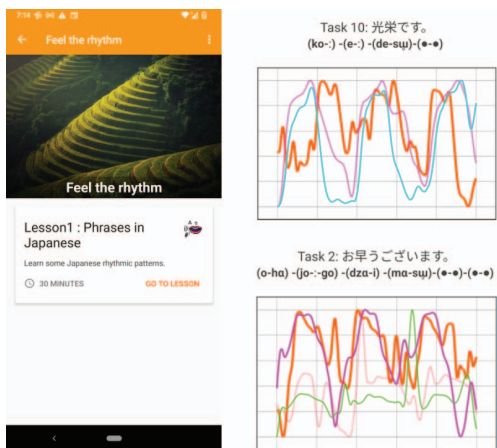 7:14
Feel the rhythm
Feel the rhythm
Lesson1 : Phrases in
Japanese
Learn some Japanese rhythmic patterns.
30 MINUTES
GO TO LESSON
Task 10: 光栄です。
(ko-ː) -(e-ː) -(de-sɯ)-(●-●)
Task 2: お早うございます。
(o-hɑ) -(jo-ː-go) -(dzɑ-i) -(mɑ-sɯ)-(●-●)-(●-●)